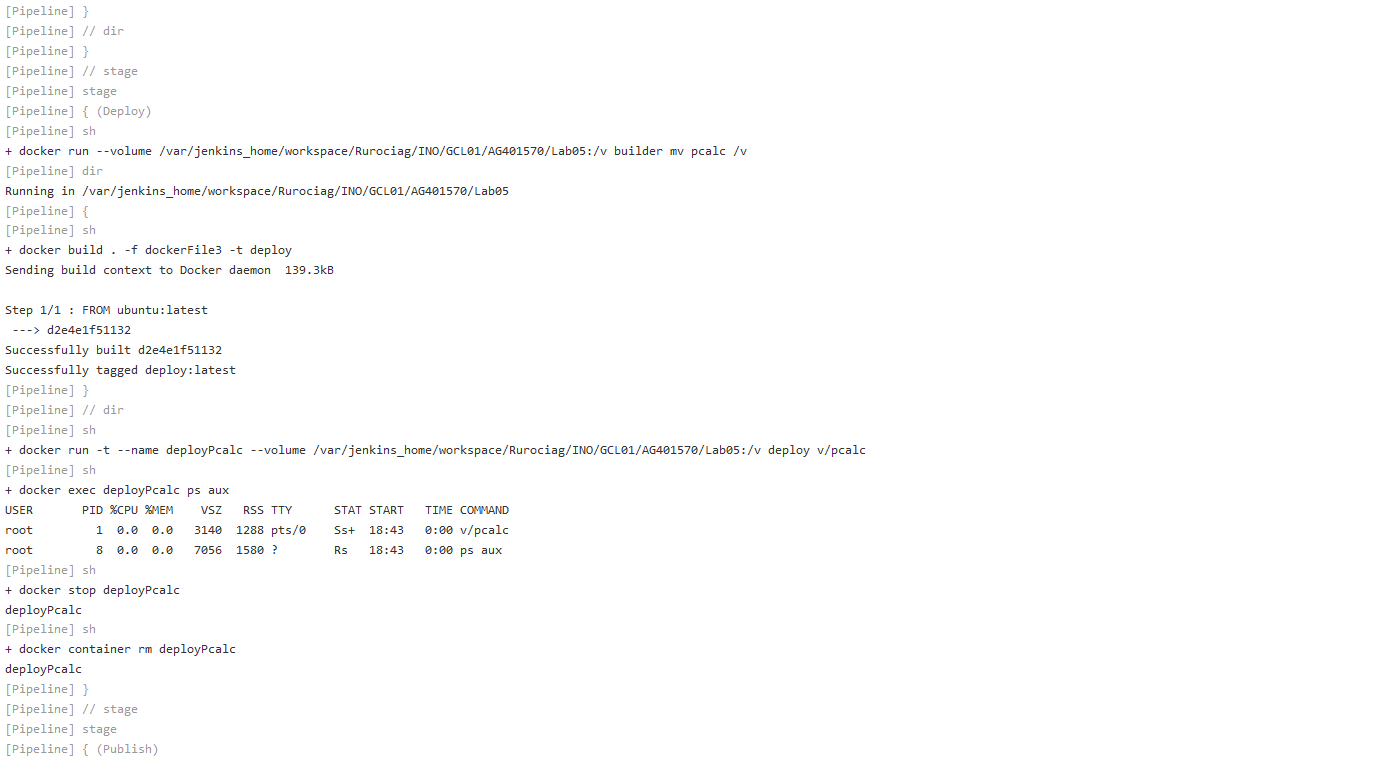 [Pipeline] }
[Pipeline] // dir
[Pipeline] }
[Pipeline] // stage
[Pipeline] stage
[Pipeline] { (Deploy)
[Pipeline] sh
+ docker run --volume /var/jenkins_home/workspace/Rurociag/INO/GCL01/AG401570/Lab05:/v builder mv pcalc /v
[Pipeline] dir
Running in /var/jenkins_home/workspace/Rurociag/INO/GCL01/AG401570/Lab05
[Pipeline] {
[Pipeline] sh
+ docker build . -f dockerFile3 -t deploy
Sending build context to Docker daemon  139.3kB

Step 1/1 : FROM ubuntu:latest
 ---> d2e4e1f51132
Successfully built d2e4e1f51132
Successfully tagged deploy:latest
[Pipeline] }
[Pipeline] // dir
[Pipeline] sh
+ docker run -t --name deployPcalc --volume /var/jenkins_home/workspace/Rurociag/INO/GCL01/AG401570/Lab05:/v deploy v/pcalc
[Pipeline] sh
+ docker exec deployPcalc ps aux
USER       PID %CPU %MEM    VSZ   RSS TTY      STAT START   TIME COMMAND
root         1  0.0  0.0   3140  1288 pts/0    Ss+  18:43   0:00 v/pcalc
root         8  0.0  0.0   7056  1580 ?        Rs   18:43   0:00 ps aux
[Pipeline] sh
+ docker stop deployPcalc
deployPcalc
[Pipeline] sh
+ docker container rm deployPcalc
deployPcalc
[Pipeline] }
[Pipeline] // stage
[Pipeline] stage
[Pipeline] { (Publish)